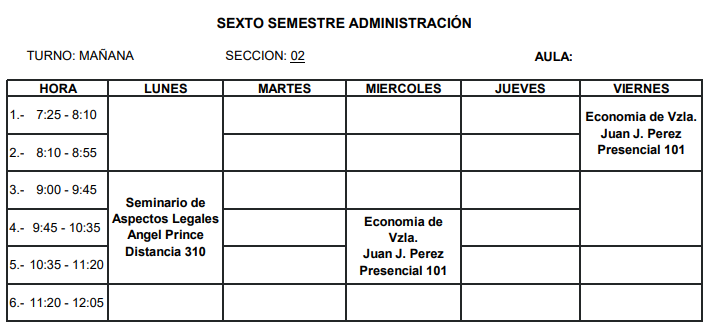 SEXTO SEMESTRE ADMINISTRACIÓN
TURNO: MAÑANA SECCION: 02 AULA:
HORA LUNES MARTES MIERCOLES JUEVES VIERNES
1.- 7:25 - 8:10
2.- 8:10 - 8:55
Economia de Vzla.
Juan J. Perez
Presencial 101
3.- 9:00 - 9:45
4.- 9:45 - 10:35
5.- 10:35 - 11:20
Seminario de
Aspectos Legales
Angel Prince
Distancia 310
Economia de
Vzla.
Juan J. Perez
Presencial 101
6.- 11:20 - 12:05